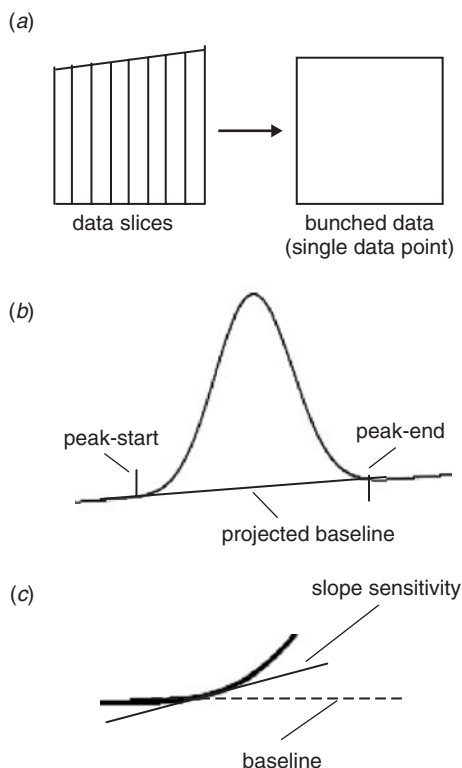 (a)
data slices
bunched data
(single data point)
(b)
peak-start
peak-end
projected baseline
(c)
slope sensitivity
baseline